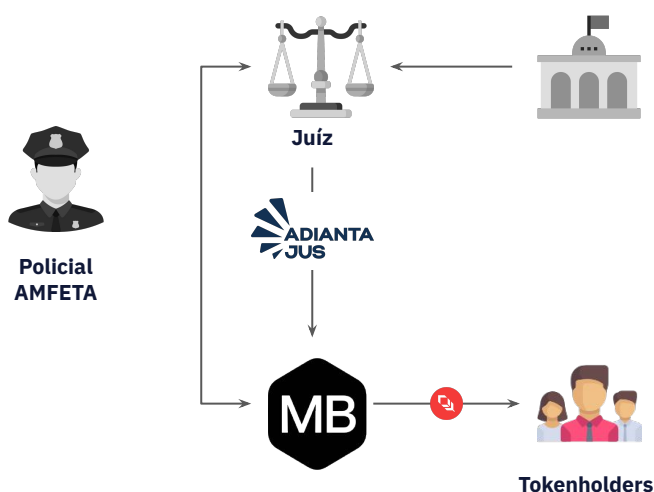 Juíz
ADIANTA
JUS
Policial
AMFETA
MB
Tokenholders